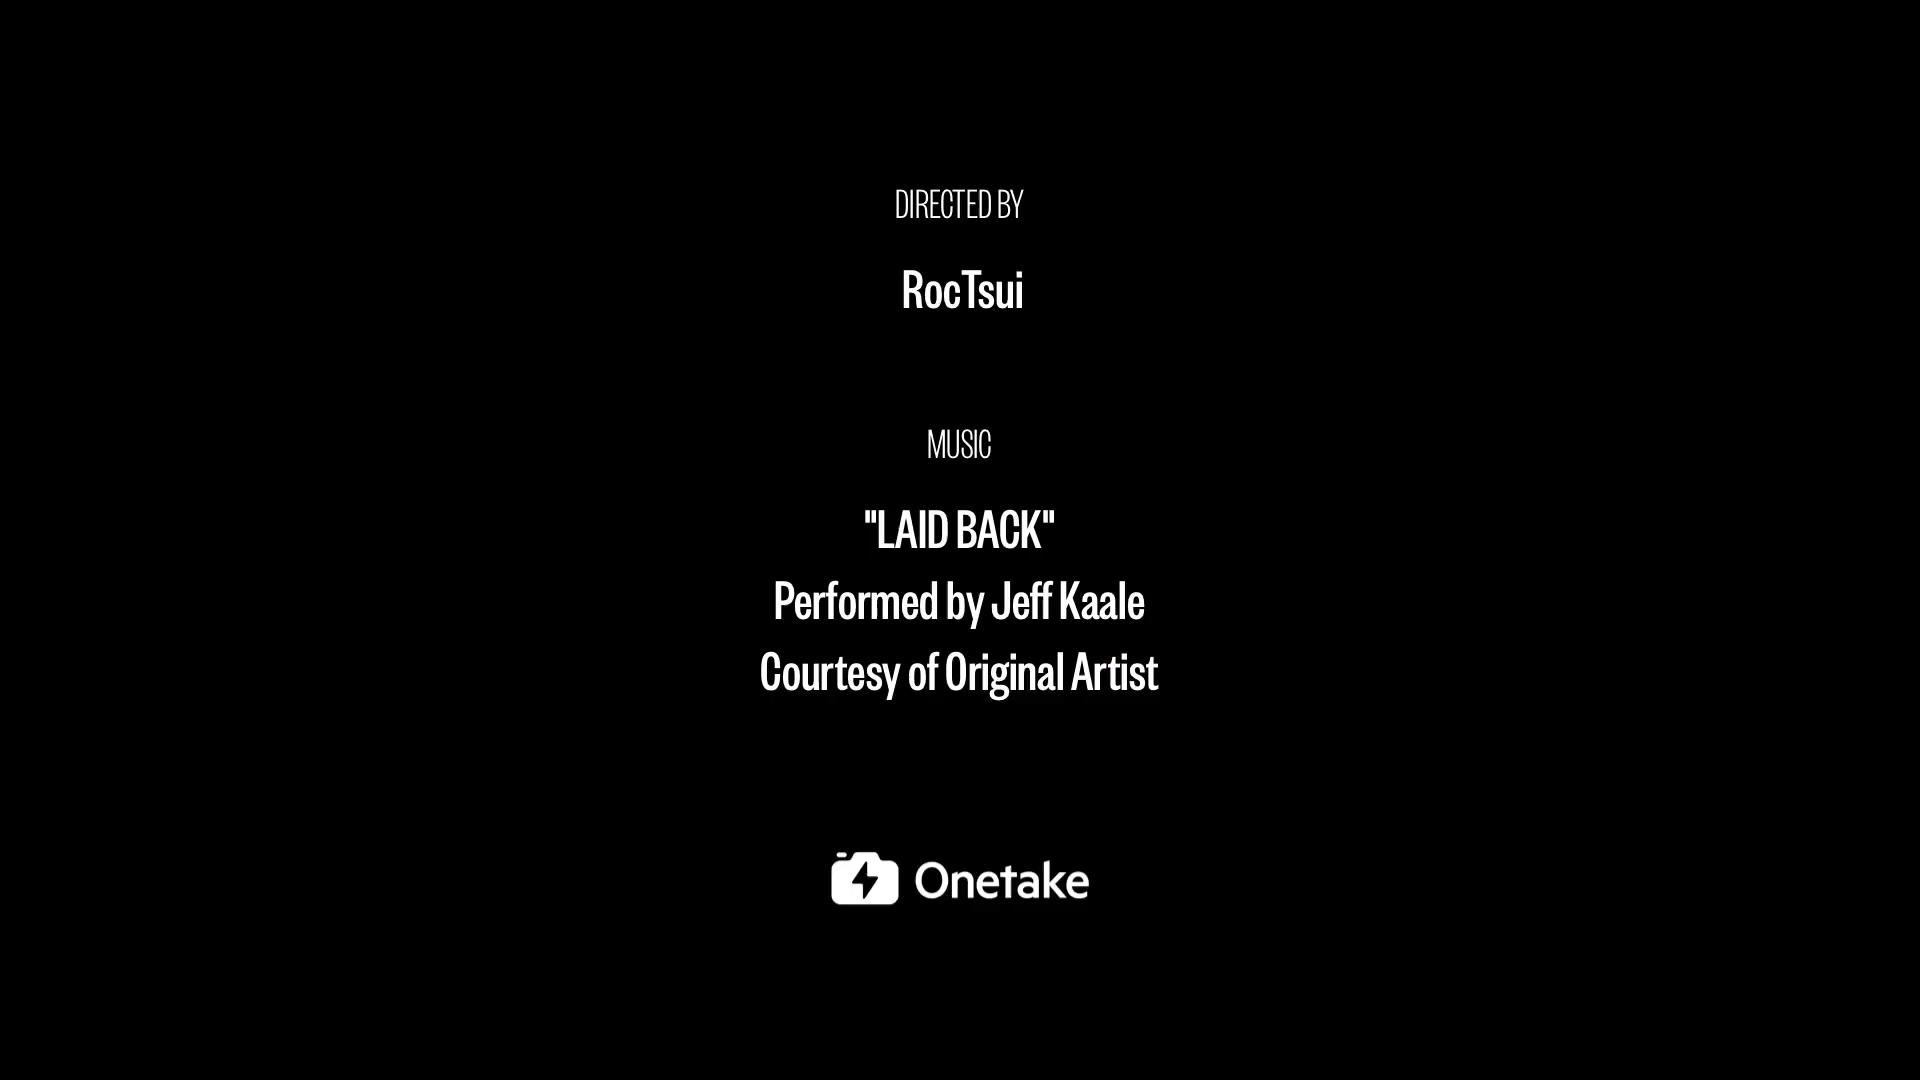 DIRECTED BY
RocTsui
MUSIC
"LAID BACK"
Performed by Jeff Kaale
Courtesy of Original Artist
Onetake